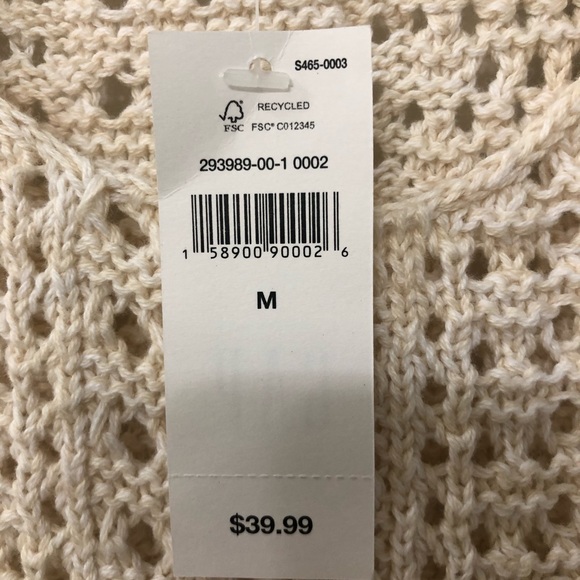 S465-0003
RECYCLED
FSC FSC® C012345
293989-00-1 0002
1 58900 90002 6
M
$39.99